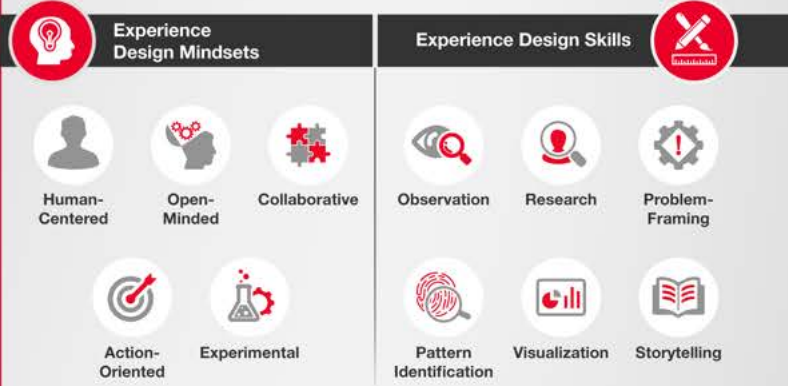 Experience
Design Mindsets
Experience Design Skills
Human-
Centered
Open-
Minded
Collaborative
Observation
Research
Problem-
Framing
Action-
Oriented
Experimental
Pattern
Identification
Visualization
Storytelling